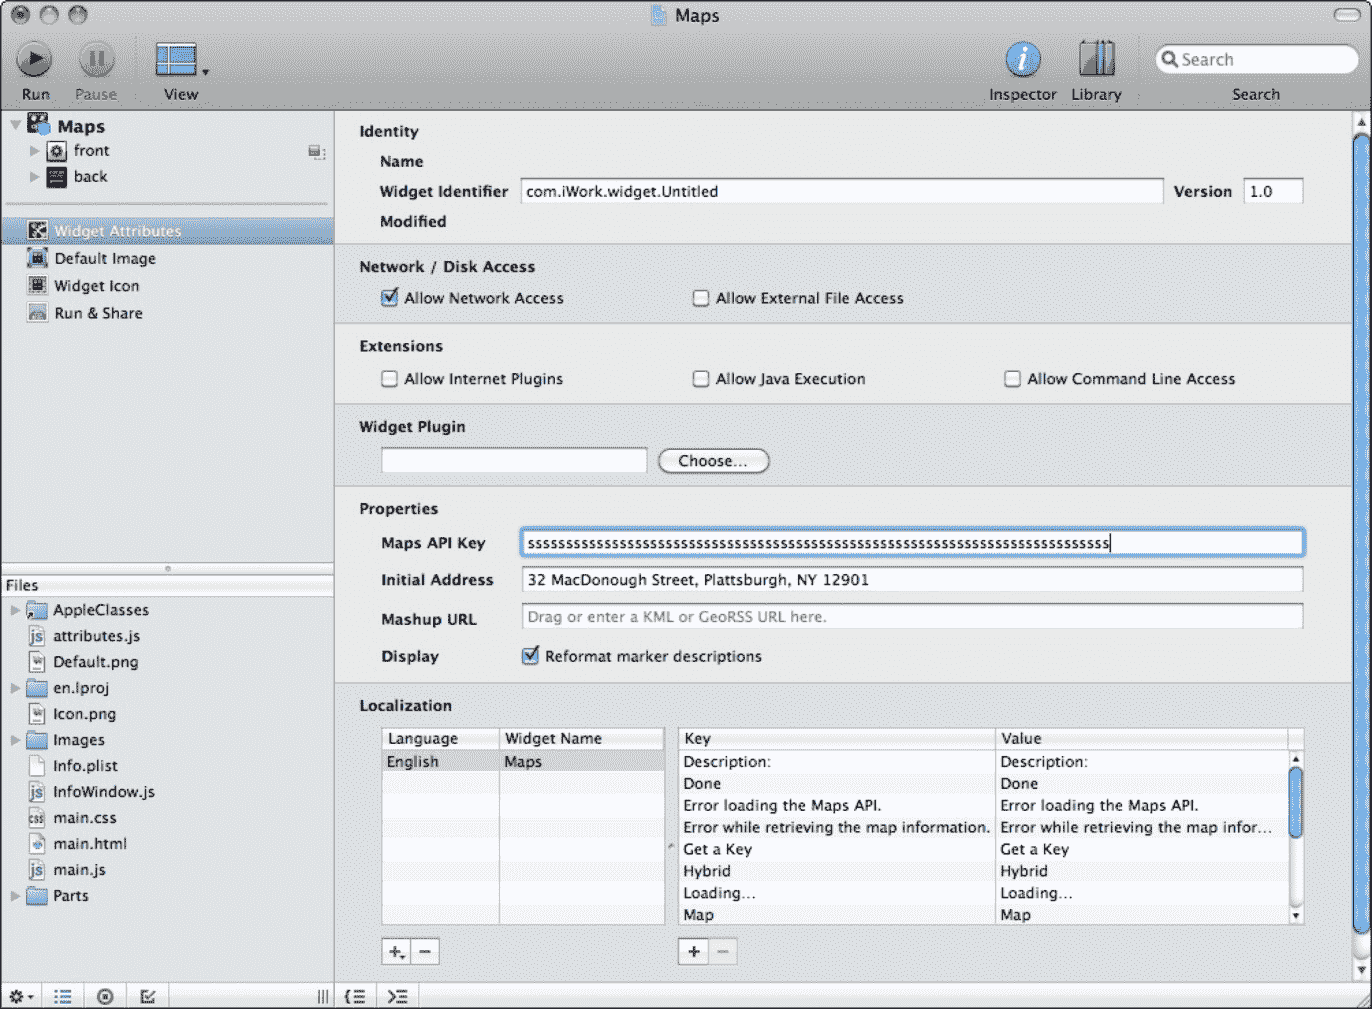 Maps
Run Pause View Inspector Library Search
Search
Maps
front
back
Widget Attributes
Default Image
Widget Icon
Run & Share
Files
AppleClasses
attributes.js
Default.png
en.lproj
Icon.png
Images
Info.plist
InfoWindow.js
main.css
main.html
main.js
Parts
Identity
Name
Widget Identifier com.iWork.widget.Untitled Version 1.0
Modified
Network / Disk Access
Allow Network Access Allow External File Access
Extensions
Allow Internet Plugins Allow Java Execution Allow Command Line Access
Widget Plugin
Choose...
Properties
Maps API Key
Initial Address 32 MacDonough Street, Plattsburgh, NY 12901
Mashup URL Drag or enter a KML or GeoRSS URL here.
Display Reformat marker descriptions
Localization
Language Widget Name Key Value
English Maps Description: Description:
Done Done
Error loading the Maps API. Error loading the Maps API.
Error while retrieving the map information. Error while retrieving the map infor...
Get a Key Get a Key
Hybrid Hybrid
Loading... Loading...
Map Map